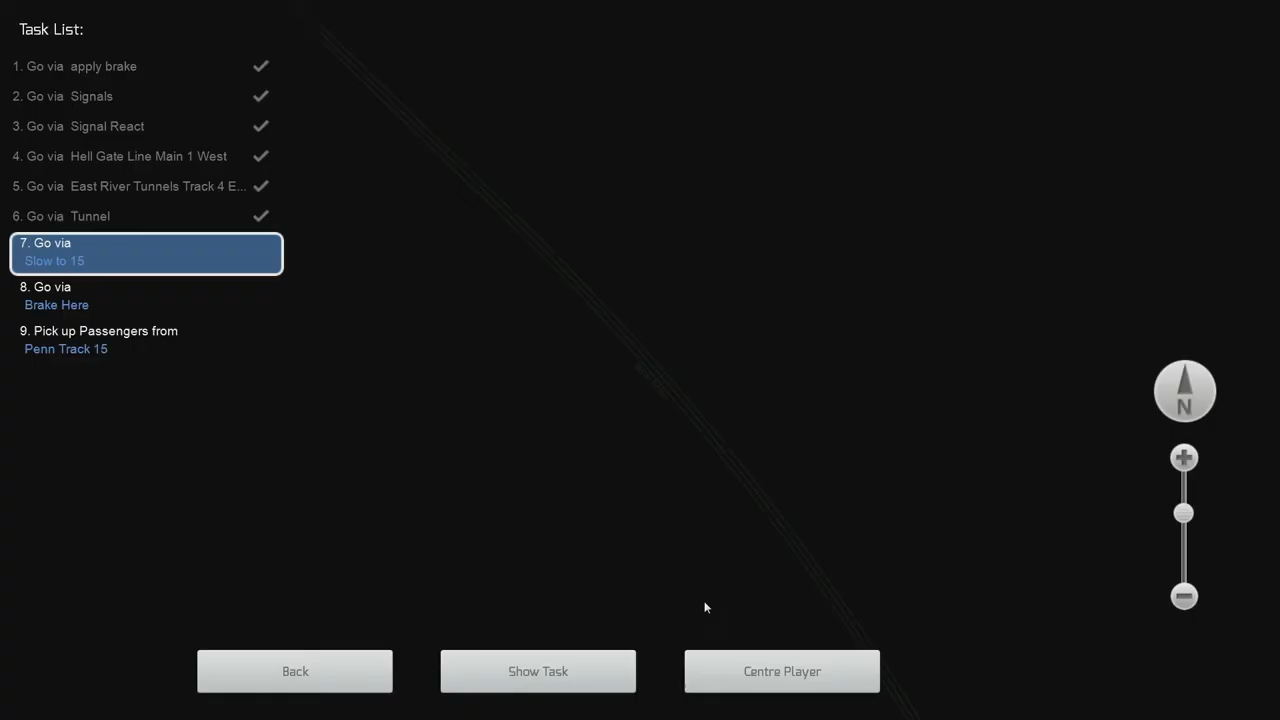 Task List:
1. Go via apply brake
2. Go via Signals
3. Go via Signal React
4. Go via Hell Gate Line Main 1 West
5. Go via East River Tunnels Track 4 E...
6. Go via Tunnel
7. Go via
Slow to 15
8. Go via
Brake Here
9. Pick up Passengers from
Penn Track 15
N
Back
Show Task
Centre Player